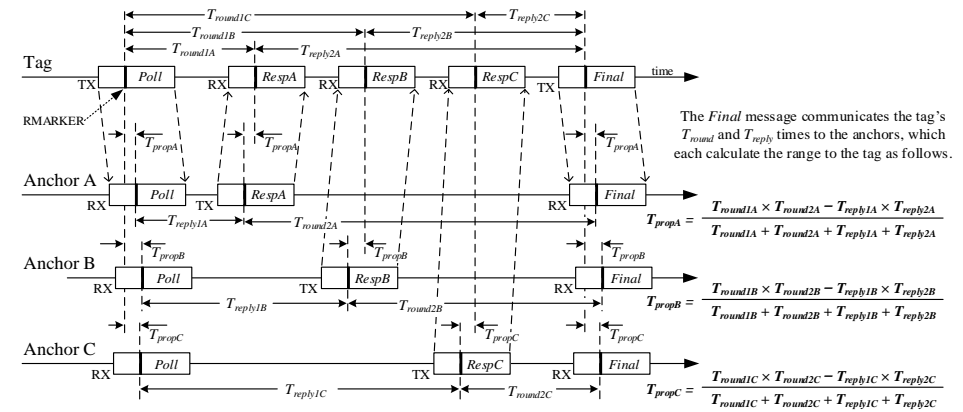 T_round1C T_reply2C
T_round1B T_reply2B
T_round1A T_reply2A
Tag
Poll RespA RespB RespC Final time
TX RX RX RX TX
RMARKER
The Final message communicates the tag's
T_round and T_reply times to the anchors, which
each calculate the range to the tag as follows.
T_propA T_propA T_propA
Anchor A
Poll RespA Final
RX TX RX
T_reply1A T_round2A
T_propA = T_round1A × T_round2A − T_reply1A × T_reply2A
T_round1A + T_round2A + T_reply1A + T_reply2A
T_propB T_propB T_propB
Anchor B
Poll RespB Final
RX TX RX
T_reply1B T_round2B
T_propB = T_round1B × T_round2B − T_reply1B × T_reply2B
T_round1B + T_round2B + T_reply1B + T_reply2B
T_propC T_propC T_propC
Anchor C
Poll RespC Final
RX TX RX
T_reply1C T_round2C
T_propC = T_round1C × T_round2C − T_reply1C × T_reply2C
T_round1C + T_round2C + T_reply1C + T_reply2C